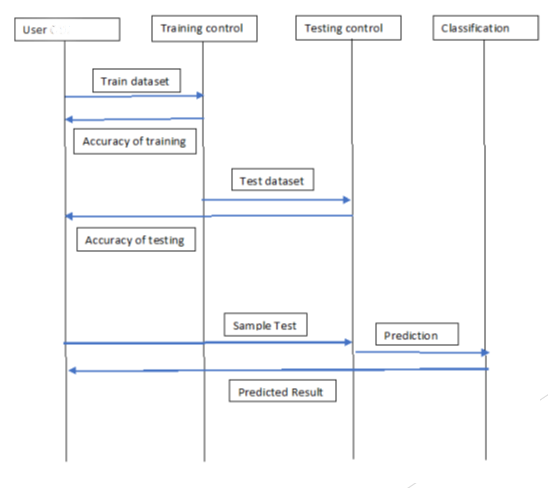 User
Training control
Testing control
Classification
Train dataset
Accuracy of training
Test dataset
Accuracy of testing
Sample Test
Prediction
Predicted Result